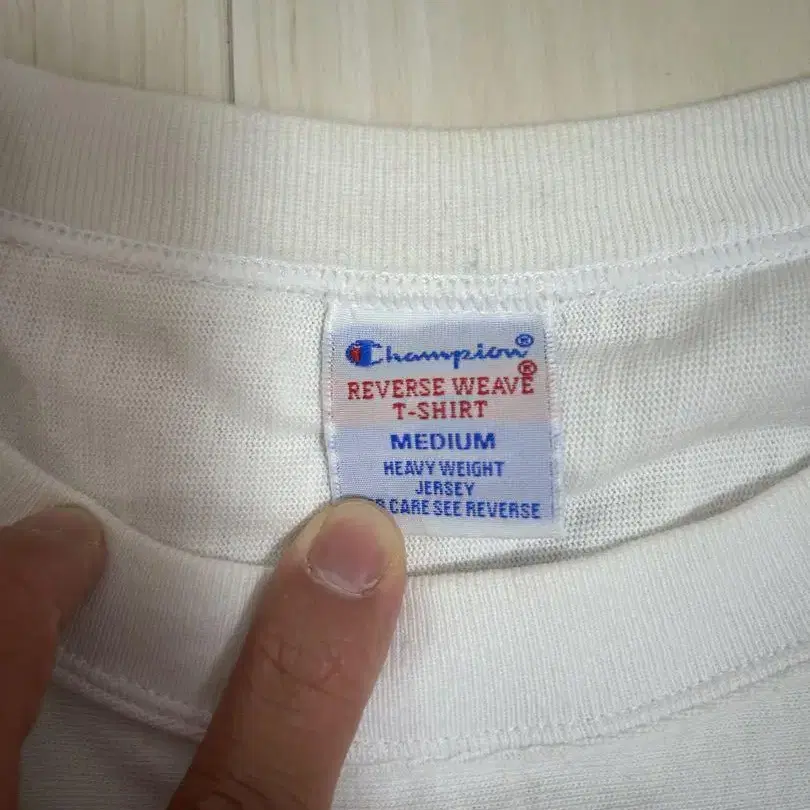 Champion®
REVERSE WEAVE®
T-SHIRT
MEDIUM
HEAVY WEIGHT
JERSEY
CARE SEE REVERSE